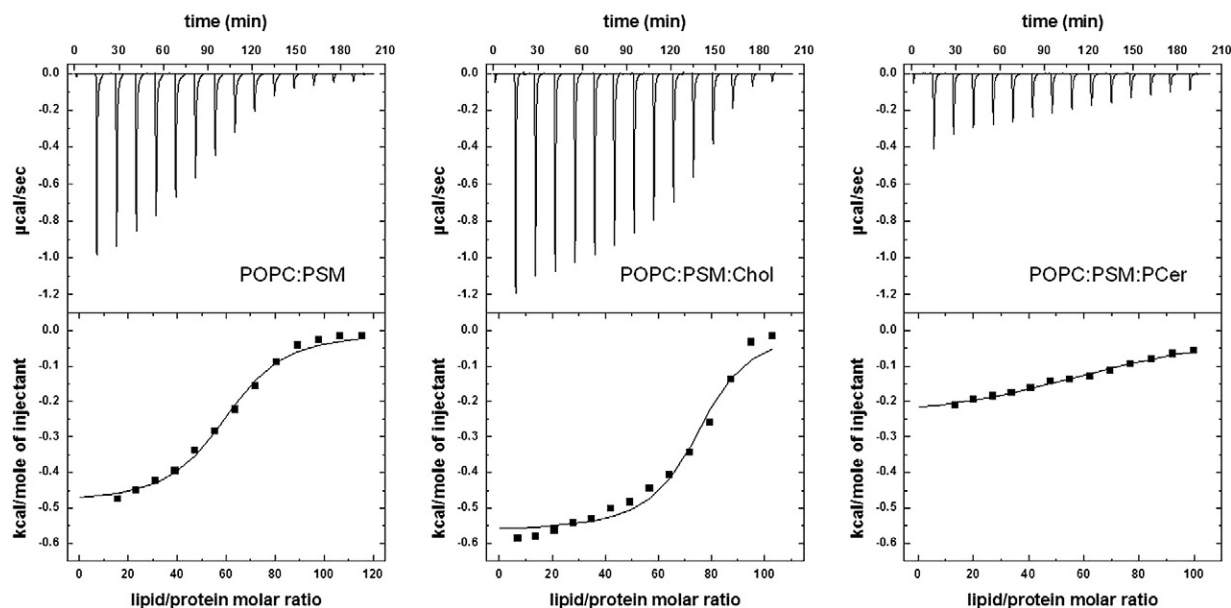 time (min)
0 30 60 90 120 150 180 210
0.0
-0.2
-0.4
-0.6
-0.8
-1.0
-1.2
µcal/sec
POPC:PSM
0.0
-0.1
-0.2
-0.3
-0.4
-0.5
-0.6
kcal/mole of injectant
0 20 40 60 80 100 120
lipid/protein molar ratio
time (min)
0 30 60 90 120 150 180 210
0.0
-0.2
-0.4
-0.6
-0.8
-1.0
-1.2
µcal/sec
POPC:PSM:Chol
0.0
-0.1
-0.2
-0.3
-0.4
-0.5
-0.6
kcal/mole of injectant
0 20 40 60 80 100
lipid/protein molar ratio
time (min)
0 30 60 90 120 150 180 210
0.0
-0.2
-0.4
-0.6
-0.8
-1.0
-1.2
µcal/sec
POPC:PSM:PCer
0.0
-0.1
-0.2
-0.3
-0.4
-0.5
-0.6
kcal/mole of injectant
0 20 40 60 80 100
lipid/protein molar ratio